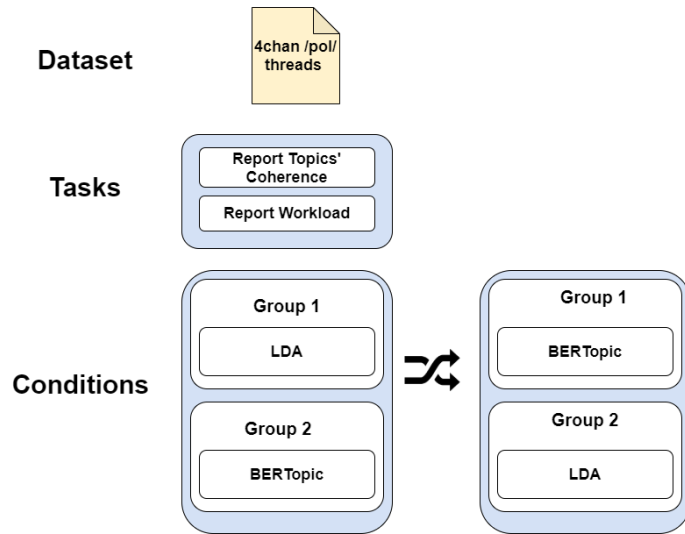 Dataset
4chan /pol/
threads
Tasks
Report Topics'
Coherence
Report Workload
Conditions
Group 1
LDA
Group 2
BERTopic
Group 1
BERTopic
Group 2
LDA